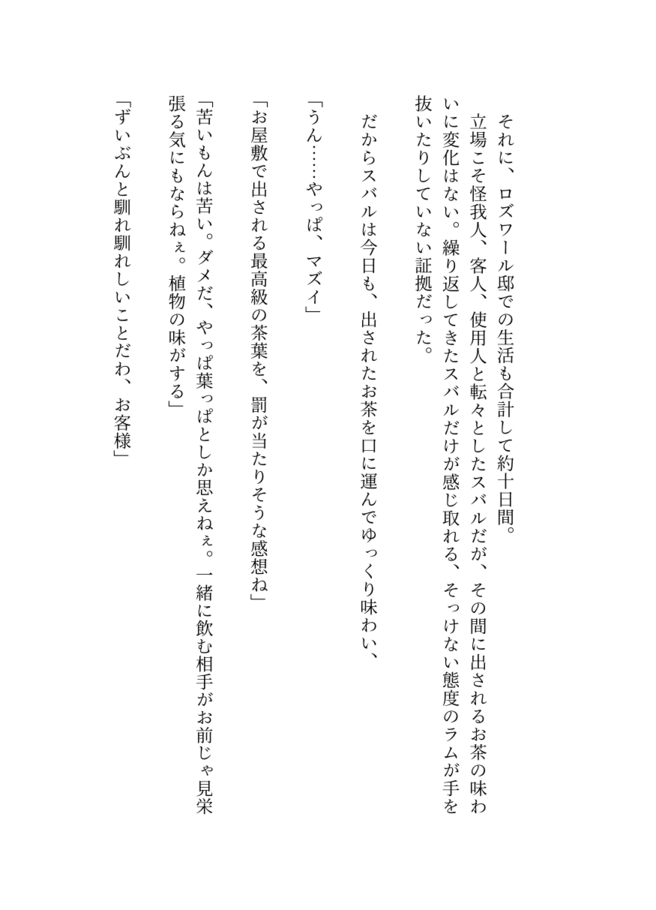 それに、ロズワール邸での生活も合計して約十日間。
立場こそ怪我人、客人、使用人と転々としたスバルだが、その間に出されるお茶の味わ
いに変化はない。繰り返してきたスバルだけが感じ取れる、そっけない態度のラムが手を
抜いたりしていない証拠だった。
だからスバルは今日も、出されたお茶を口に運んでゆっくり味わい、
「うん……やっぱ、マズイ」
「お屋敷で出される最高級の茶葉を、罰が当たりそうな感想ね」
「苦いもんは苦い。ダメだ、やっぱ葉っぱとしか思えねぇ。一緒に飲む相手がお前じゃ見栄
張る気にもならねぇ。植物の味がする」
「ずいぶんと馴れ馴れしいことだわ、お客様」